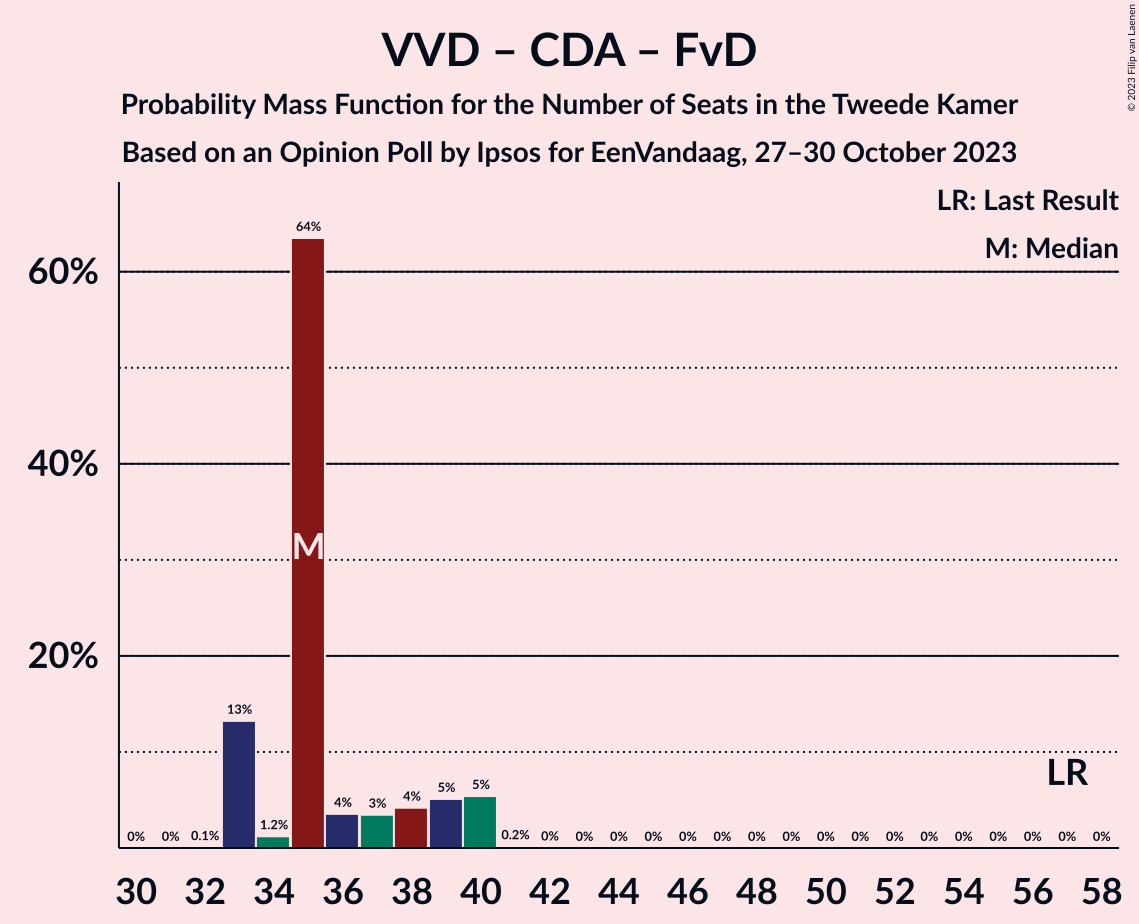 VVD – CDA – FvD
Probability Mass Function for the Number of Seats in the Tweede Kamer
Based on an Opinion Poll by Ipsos for EenVandaag, 27–30 October 2023
© 2023 Filip van Laenen
LR: Last Result
M: Median
60%
40%
20%
0% 0% 0.1% 13% 1.2% 64% 4% 3% 4% 5% 5% 0.2% 0% 0% 0% 0% 0% 0% 0% 0% 0% 0% 0% 0% 0% 0% 0% 0% 0%
M
LR
30 32 34 36 38 40 42 44 46 48 50 52 54 56 58